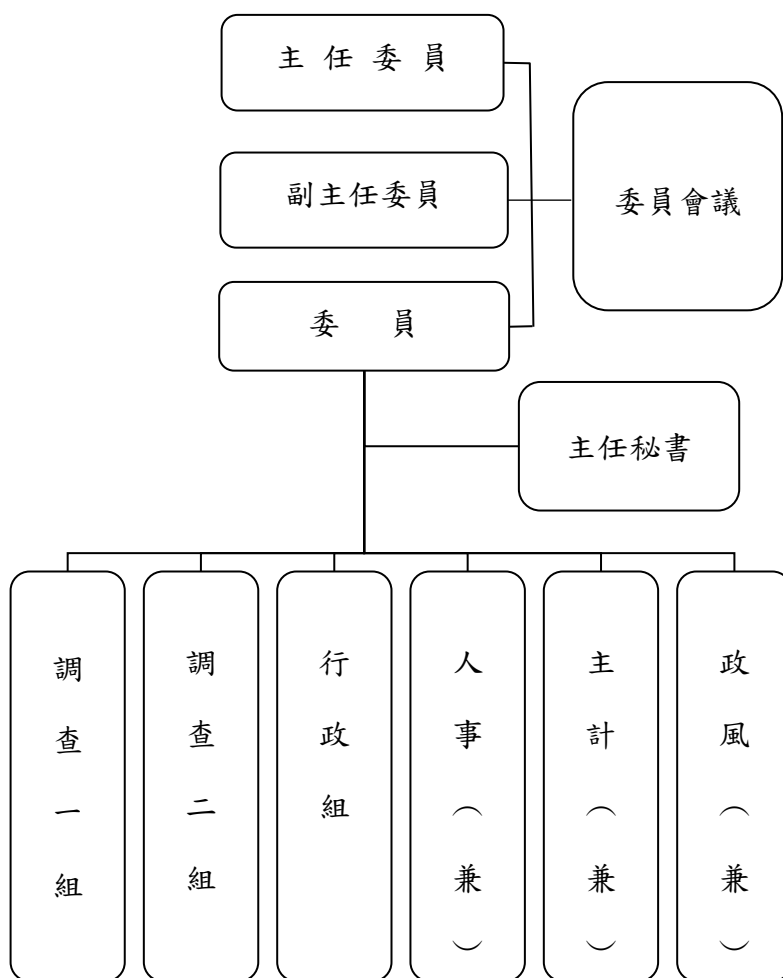 主任委員
副主任委員
委員會議
委員
主任秘書
調查一組
調查二組
行政組
人事（兼）
主計（兼）
政風（兼）